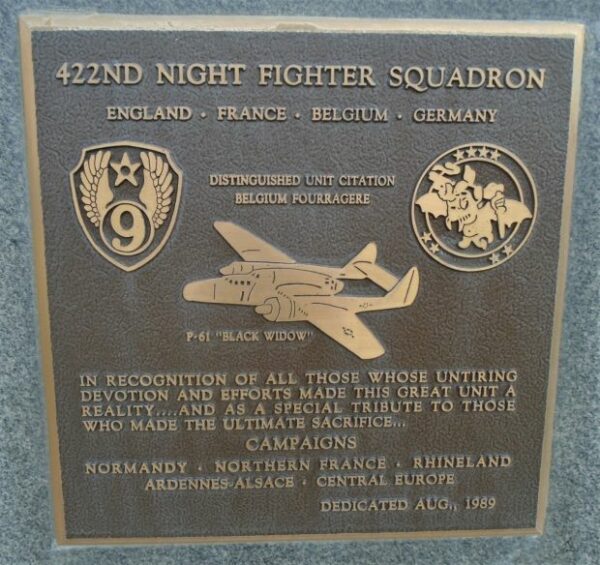 422ND NIGHT FIGHTER SQUADRON
ENGLAND · FRANCE · BELGIUM · GERMANY
DISTINGUISHED UNIT CITATION
BELGIUM FOURRAGERE
9
P-61 "BLACK WIDOW"
IN RECOGNITION OF ALL THOSE WHOSE UNTIRING
DEVOTION AND EFFORTS MADE THIS GREAT UNIT A
REALITY....AND AS A SPECIAL TRIBUTE TO THOSE
WHO MADE THE ULTIMATE SACRIFICE...
CAMPAIGNS
NORMANDY · NORTHERN FRANCE · RHINELAND
ARDENNES-ALSACE · CENTRAL EUROPE
DEDICATED AUG., 1989